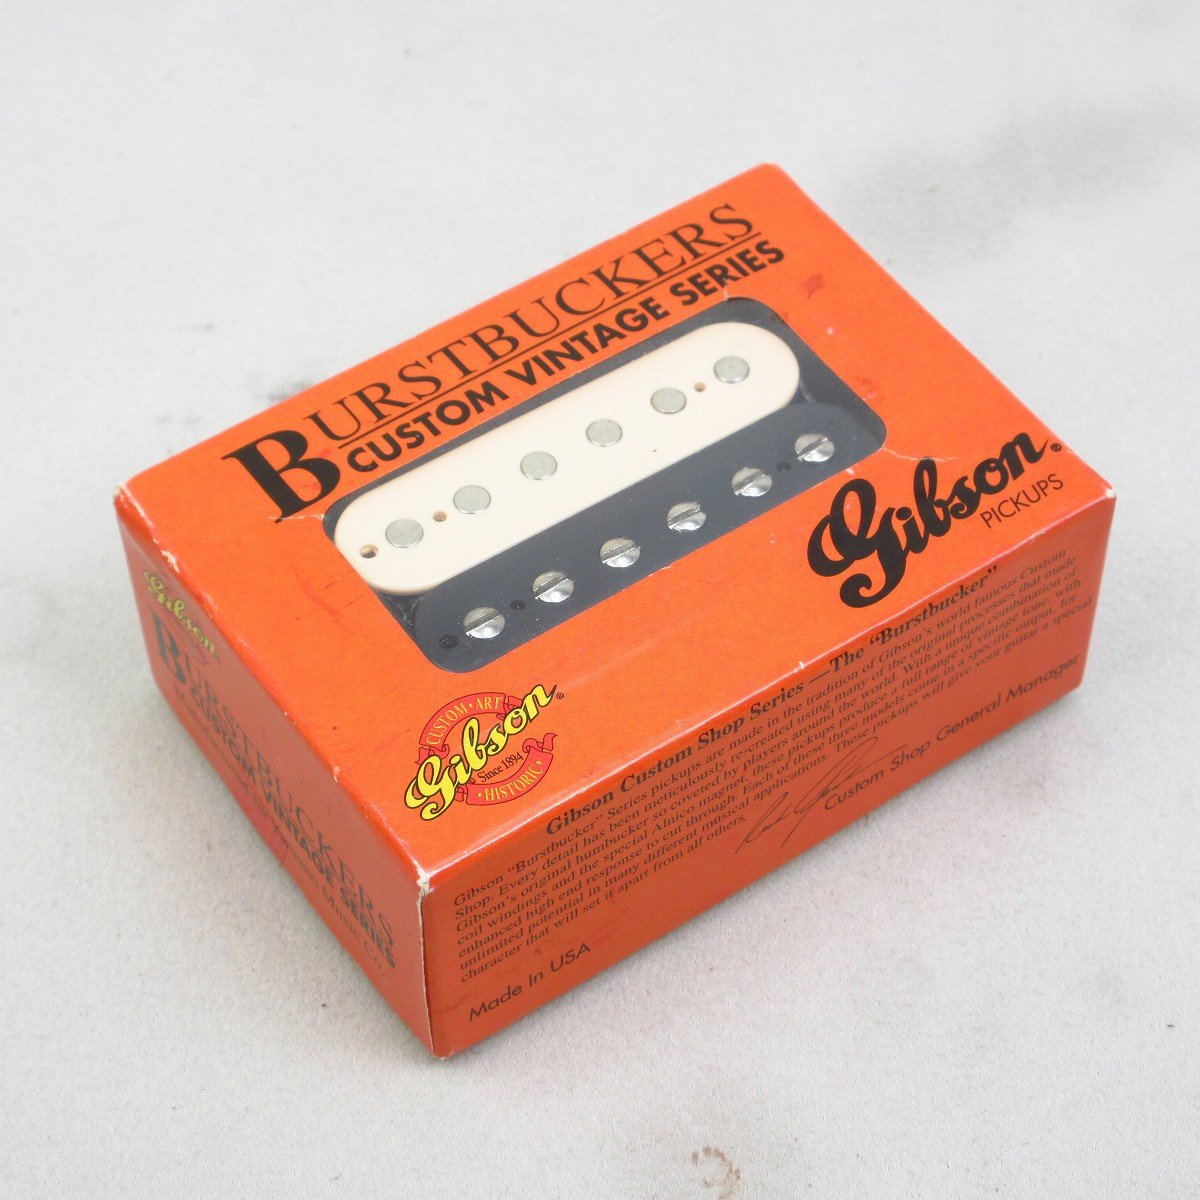 BURSTBUCKERS
CUSTOM VINTAGE SERIES
Gibson®
PICKUPS
CUSTOM · ART
Gibson®
Since 1894
· HISTORIC ·
Gibson
BURSTBUCKERS
CUSTOM VINTAGE SERIES
Gibson Custom Shop Series—The "Burstbucker"
Gibson "Burstbucker" Series pickups are made in the tradition of Gibson's world famous Custom
Shop. Every detail has been meticulously re-created using many of the original processes that made
Gibson's original humbucker so coveted by players around the world. With a unique combination of
coil windings and the special Alnico magnet, these pickups produce a full range of vintage tone, with
enhanced high end response to cut through. Each of these three models come in a specific output, for
unlimited potential in many different musical applications. These pickups will give your guitar a special
character that will set it apart from all others.
Custom Shop General Manager
Made In USA